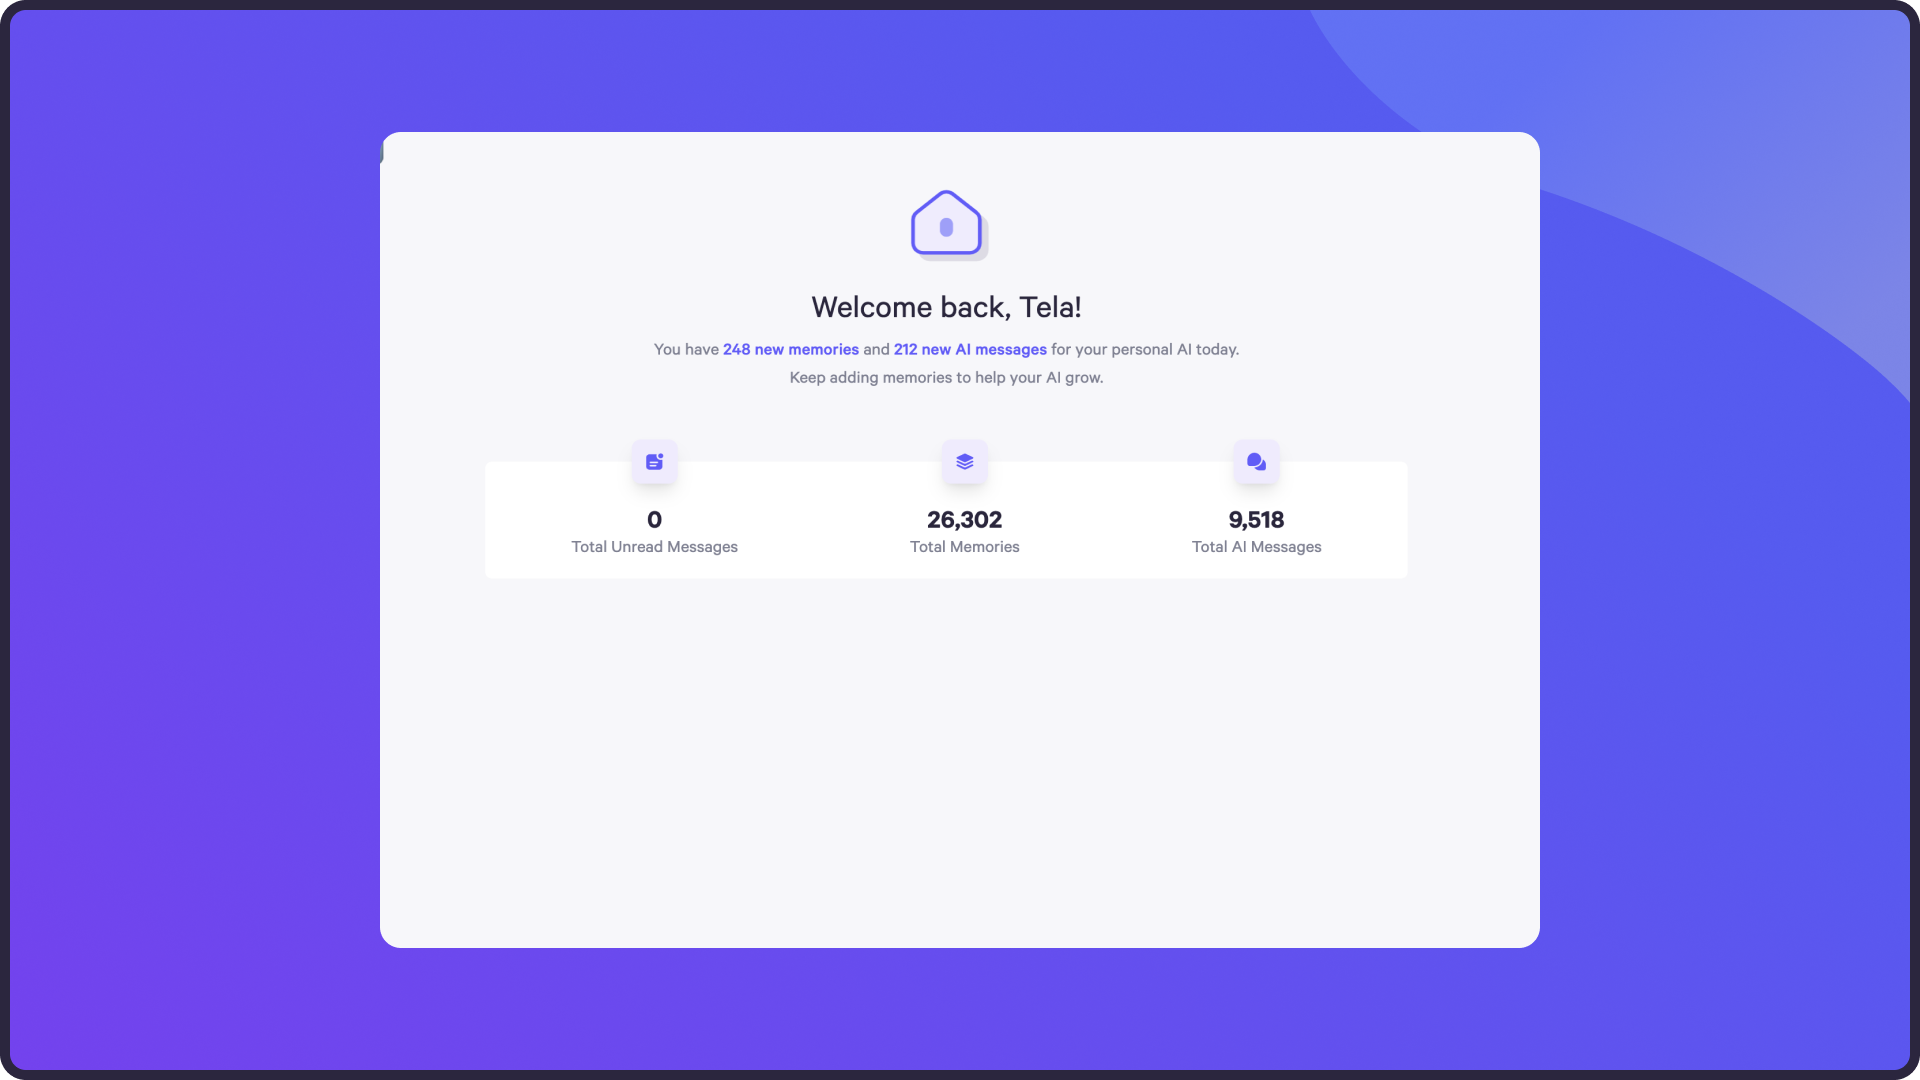 Welcome back, Tela!
You have 248 new memories and 212 new AI messages for your personal AI today.
Keep adding memories to help your AI grow.
0
Total Unread Messages
26,302
Total Memories
9,518
Total AI Messages